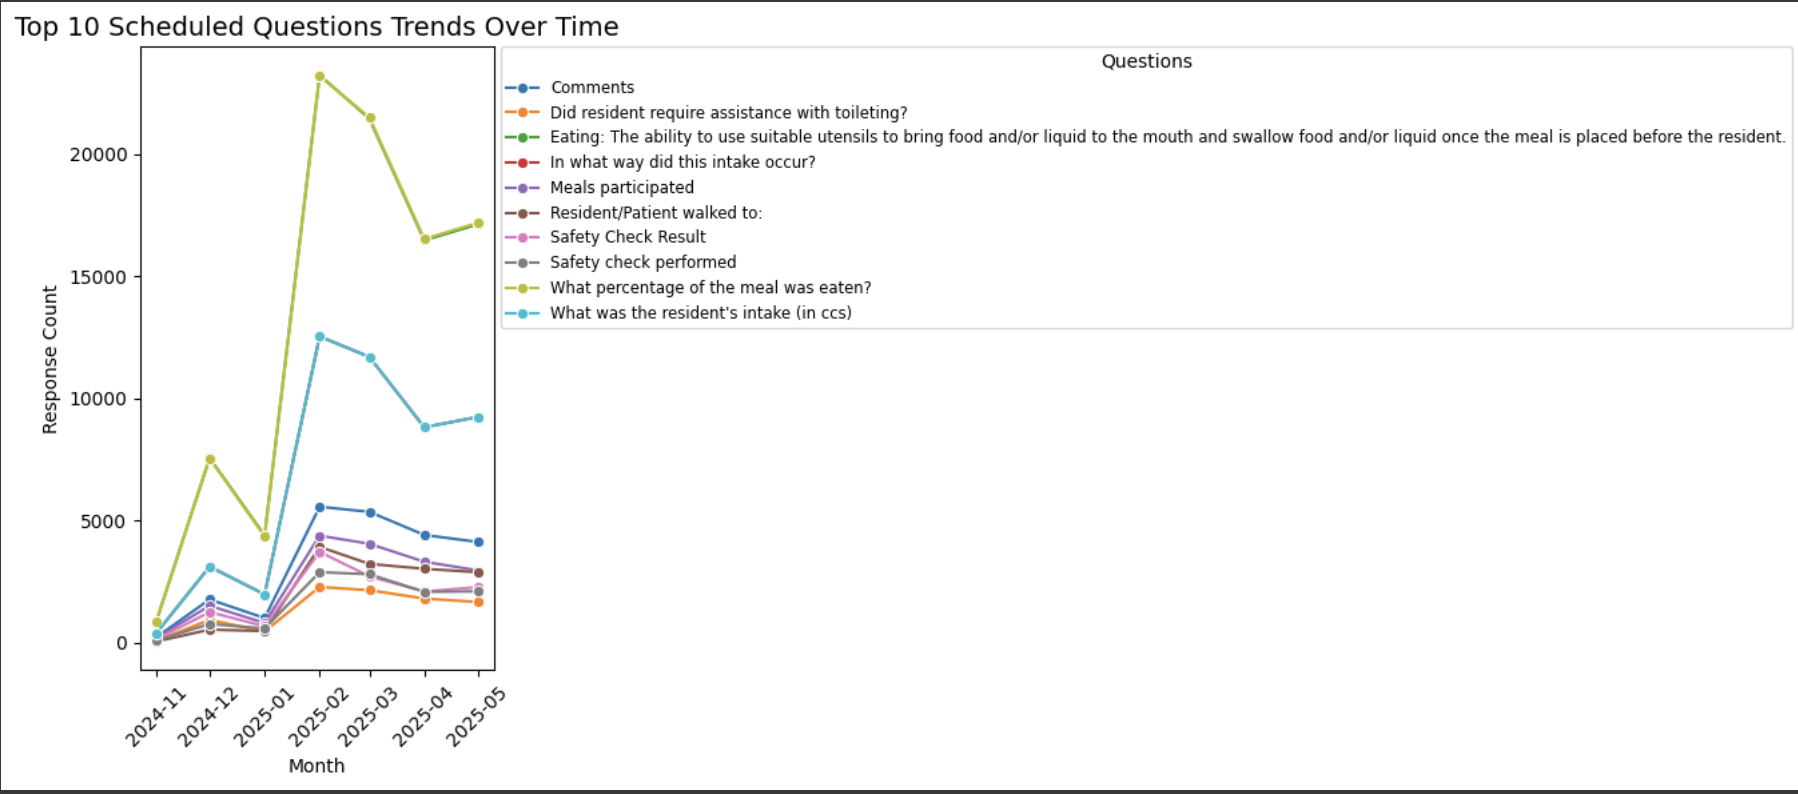 Top 10 Scheduled Questions Trends Over Time
Questions
Comments
Did resident require assistance with toileting?
Eating: The ability to use suitable utensils to bring food and/or liquid to the mouth and swallow food and/or liquid once the meal is placed before the resident.
In what way did this intake occur?
Meals participated
Resident/Patient walked to:
Safety Check Result
Safety check performed
What percentage of the meal was eaten?
What was the resident's intake (in ccs)
Response Count
20000
15000
10000
5000
0
2024-11
2024-12
2025-01
2025-02
2025-03
2025-04
2025-05
Month